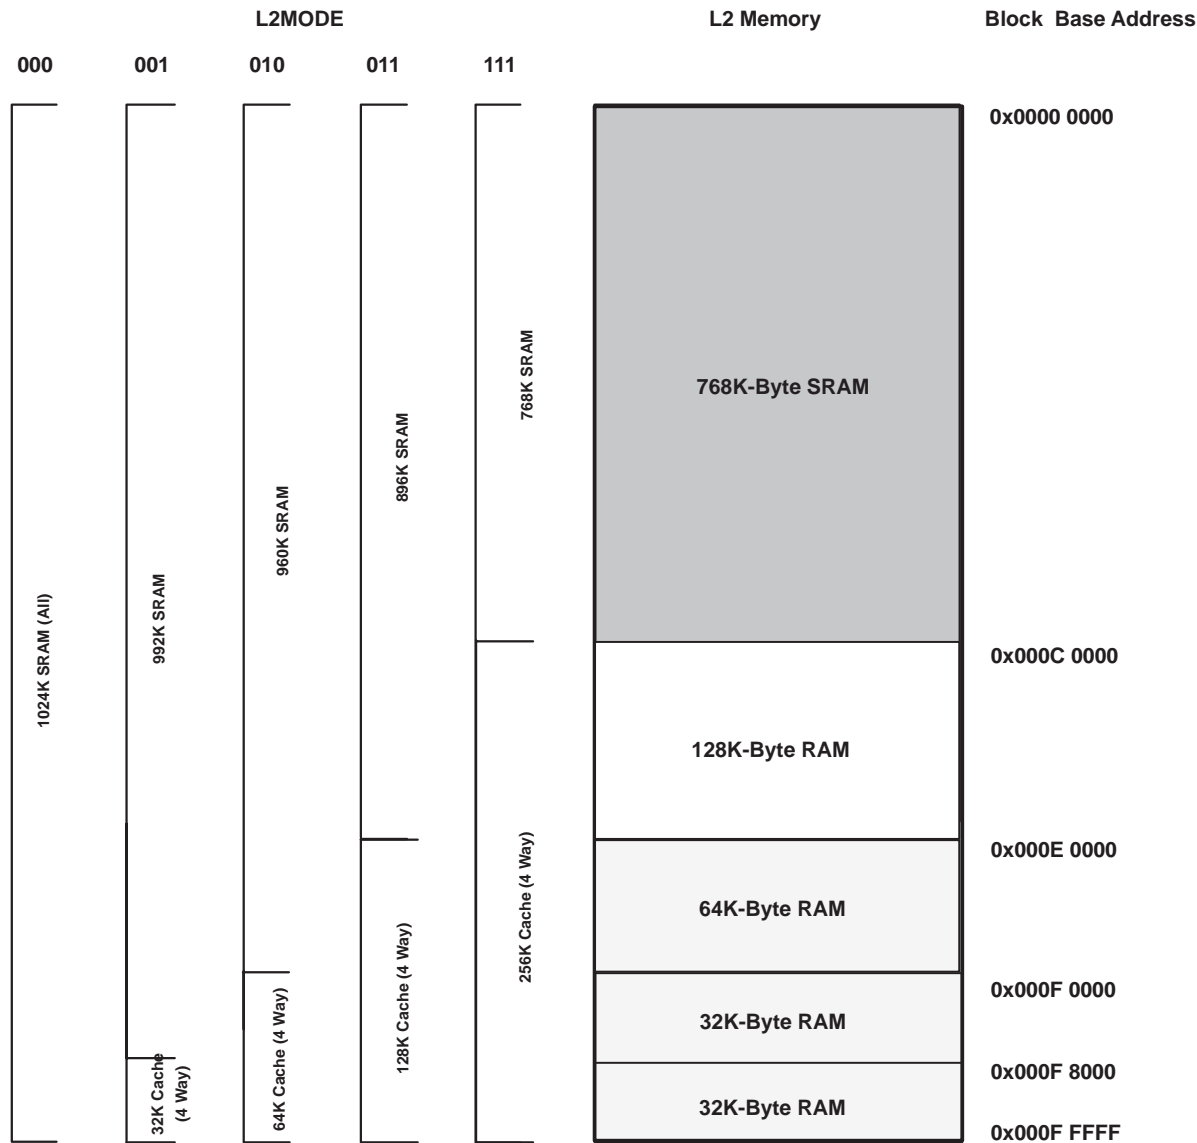 L2MODE
L2 Memory
Block Base Address
000
001
010
011
111
0x0000 0000
768K SRAM
768K-Byte SRAM
896K SRAM
960K SRAM
992K SRAM
1024K SRAM (All)
0x000C 0000
128K-Byte RAM
0x000E 0000
256K Cache (4 Way)
64K-Byte RAM
128K Cache (4 Way)
0x000F 0000
64K Cache (4 Way)
32K-Byte RAM
0x000F 8000
32K Cache
(4 Way)
32K-Byte RAM
0x000F FFFF